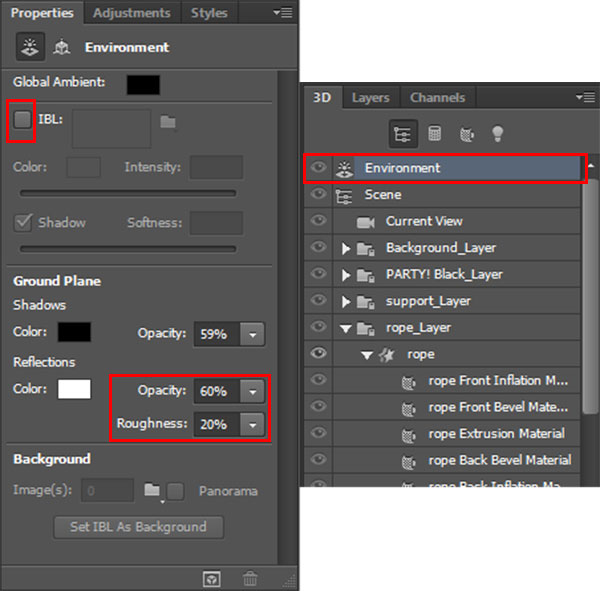 Properties Adjustments Styles
Environment
Global Ambient:
IBL:
Color: Intensity:
Shadow Softness:
Ground Plane
Shadows
Color: Opacity: 59%
Reflections
Color: Opacity: 60%
Roughness: 20%
Background
Image(s): 0 Panorama
Set IBL As Background
3D Layers Channels
Environment
Scene
Current View
Background_Layer
PARTY! Black_Layer
support_Layer
rope_Layer
rope
rope Front Inflation M...
rope Front Bevel Mate...
rope Extrusion Material
rope Back Bevel Material
rope Back Inflation Ma...